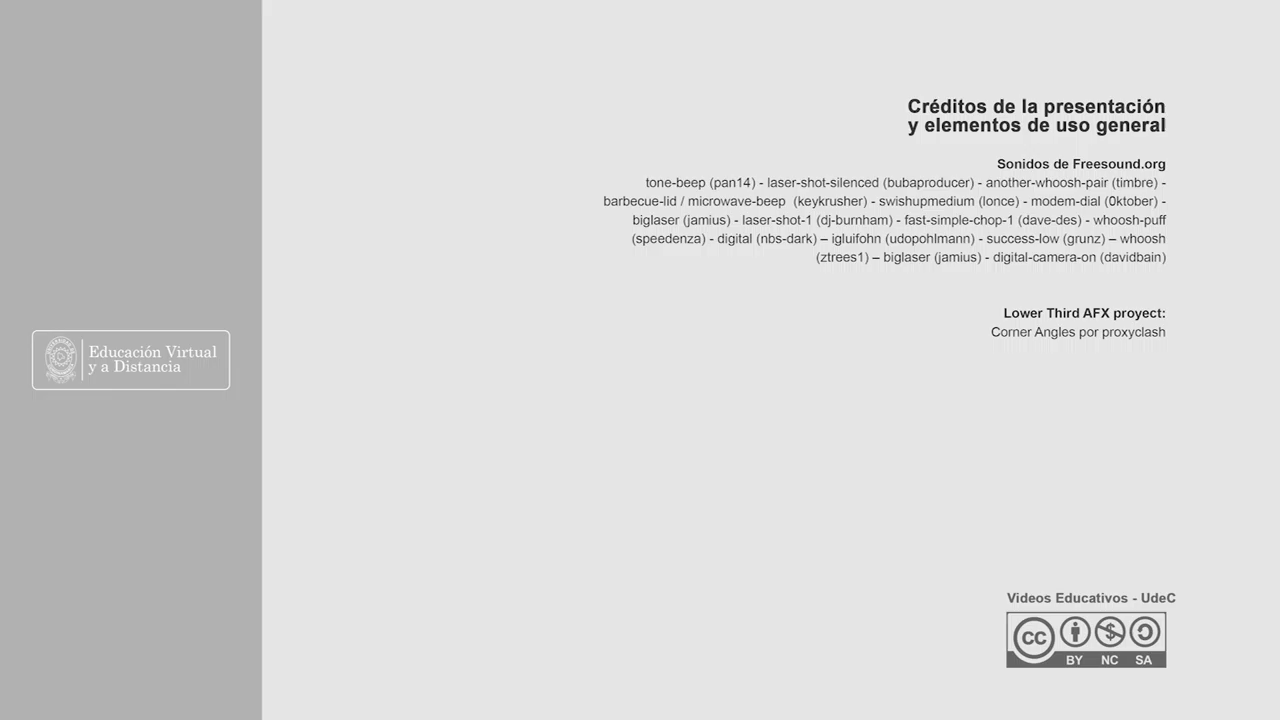 Créditos de la presentación
y elementos de uso general
Sonidos de Freesound.org
tone-beep (pan14) - laser-shot-silenced (bubaproducer) - another-whoosh-pair (timbre) -
barbecue-lid / microwave-beep (keykrusher) - swishupmedium (lonce) - modem-dial (0ktober) -
biglaser (jamius) - laser-shot-1 (dj-burnham) - fast-simple-chop-1 (dave-des) - whoosh-puff
(speedenza) - digital (nbs-dark) – igluifohn (udopohlmann) - success-low (grunz) – whoosh
(ztrees1) – biglaser (jamius) - digital-camera-on (davidbain)
Lower Third AFX proyect:
Corner Angles por proxyclash
Educación Virtual
y a Distancia
Videos Educativos - UdeC
cc
BY NC SA